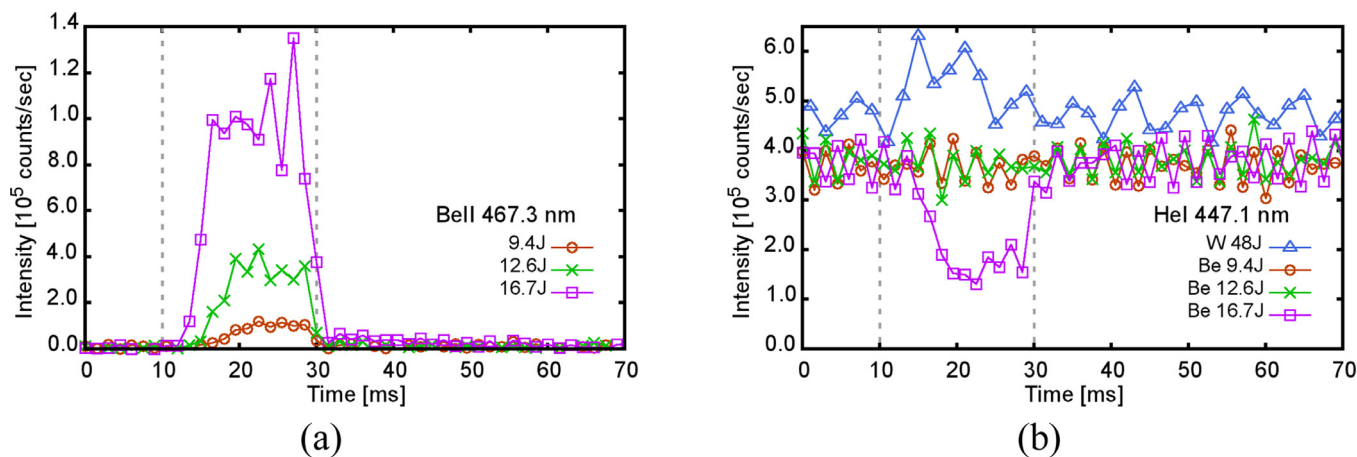 1.4
1.2
1.0
8.0
6.0
4.0
2.0
0.0
Intensity [10⁵ counts/sec]
BeII 467.3 nm
9.4J
12.6J
16.7J
0 10 20 30 40 50 60 70
Time [ms]
(a)
6.0
5.0
4.0
3.0
2.0
1.0
0.0
Intensity [10⁵ counts/sec]
HeI 447.1 nm
W 48J
Be 9.4J
Be 12.6J
Be 16.7J
0 10 20 30 40 50 60 70
Time [ms]
(b)